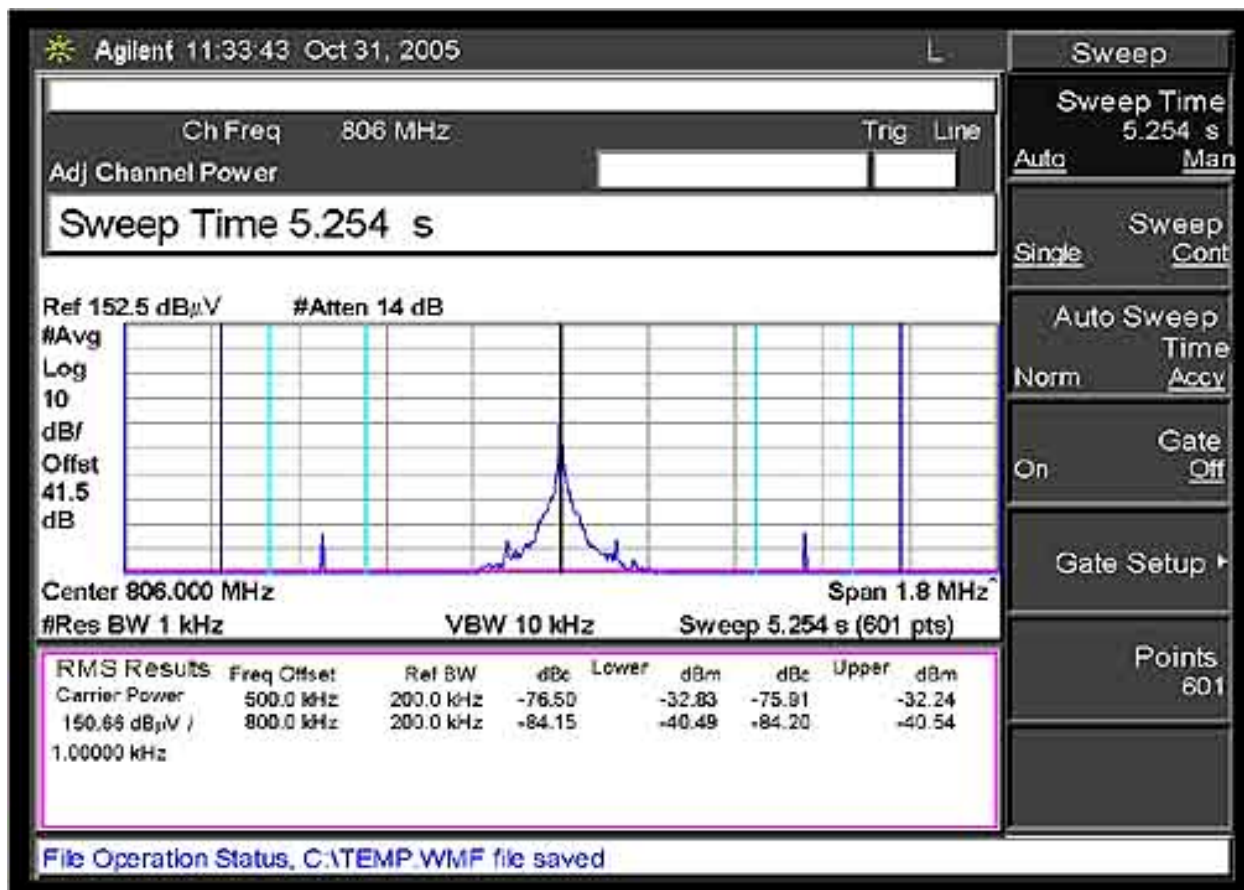 Agilent 11:33:43 Oct 31, 2005 L
Ch Freq 806 MHz Trig Line
Adj Channel Power
Sweep Time 5.254 s
Ref 152.5 dBµV #Atten 14 dB
#Avg
Log
10
dB/
Offst
41.5
dB
Center 806.000 MHz Span 1.8 MHz^
#Res BW 1 kHz VBW 10 kHz Sweep 5.254 s (601 pts)
RMS Results Freq Offset Ref BW dBc Lower dBm dBc Upper dBm
Carrier Power 500.0 kHz 200.0 kHz -76.50 -32.83 -75.91 -32.24
150.66 dBµV / 800.0 kHz 200.0 kHz -84.15 -40.49 -84.20 -40.54
1.00000 kHz
File Operation Status, C:\TEMP.WMF file saved
Sweep
Sweep Time
5.254 s
Auto Man
Sweep
Single Cont
Auto Sweep
Time
Norm Accy
Gate
On Off
Gate Setup
Points
601